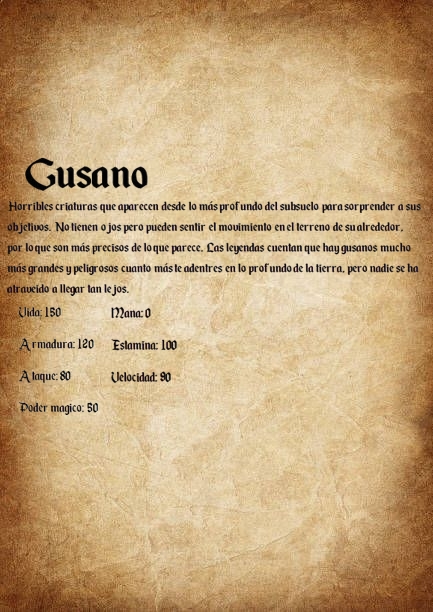 Gusano
Horribles criaturas que aparecen desde lo más profundo del subsuelo para sorprender a sus
objetivos. No tienen ojos pero pueden sentir el movimiento en el terreno de su alrededor,
por lo que son más precisos de lo que parece. Las leyendas cuentan que hay gusanos mucho
más grandes y peligrosos cuanto más te adentres en lo profundo de la tierra, pero nadie se ha
atraveído a llegar tan lejos.
Vida: 150 Mana: 0
Armadura: 120 Estamina: 100
Ataque: 80 Velocidad: 90
Poder magico: 50